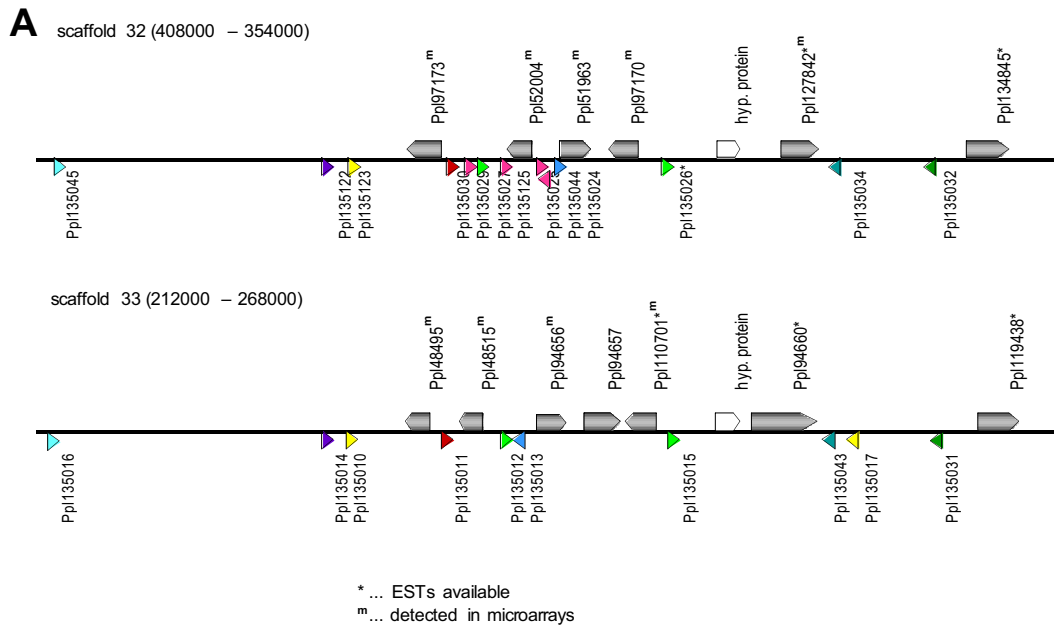 A
scaffold 32 (408000 – 354000)
Ppl97173ᵐ
Ppl52004ᵐ
Ppl51963ᵐ
Ppl97170ᵐ
hyp. protein
Ppl127842*ᵐ
Ppl134845*
Ppl135045
Ppl135122
Ppl135123
Ppl135030
Ppl135029
Ppl135027
Ppl135125
Ppl135028
Ppl135044
Ppl135024
Ppl135026*
Ppl135034
Ppl135032
scaffold 33 (212000 – 268000)
Ppl48495ᵐ
Ppl48515ᵐ
Ppl94656ᵐ
Ppl94657
Ppl110701*ᵐ
hyp. protein
Ppl94660*
Ppl119438*
Ppl135016
Ppl135014
Ppl135010
Ppl135011
Ppl135012
Ppl135013
Ppl135015
Ppl135043
Ppl135017
Ppl135031
* ... ESTs available
ᵐ... detected in microarrays